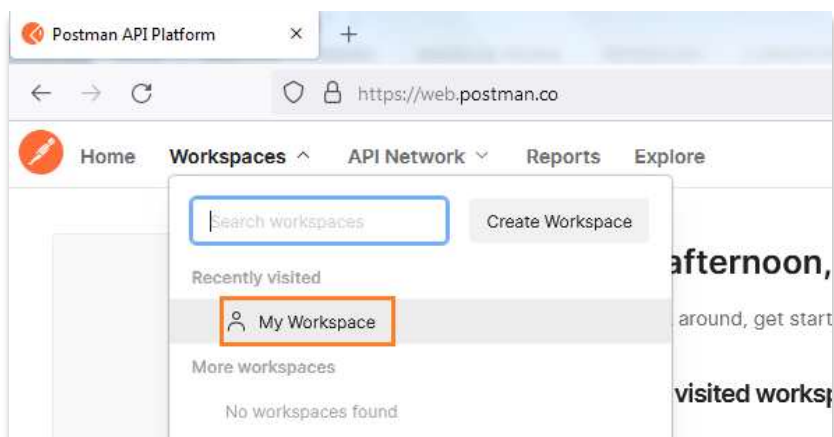 Postman API Platform
https://web.postman.co
Home Workspaces API Network Reports Explore
Search workspaces Create Workspace
afternoon,
Recently visited
My Workspace
around, get start
More workspaces
visited worksp
No workspaces found